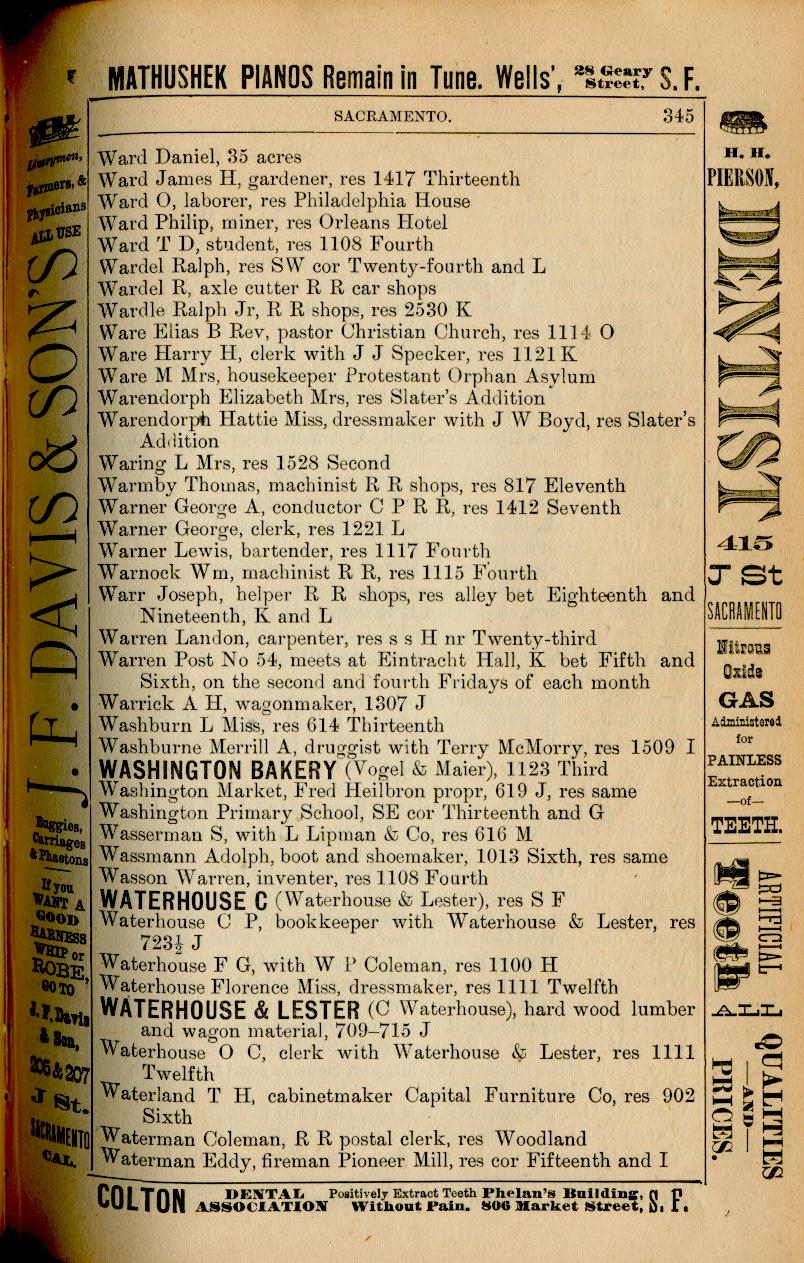 MATHUSHEK PIANOS Remain in Tune. Wells', 28 Geary Street, S. F.
SACRAMENTO. 345
Ward Daniel, 35 acres
Ward James H, gardener, res 1417 Thirteenth
Ward O, laborer, res Philadelphia House
Ward Philip, miner, res Orleans Hotel
Ward T D, student, res 1108 Fourth
Wardel Ralph, res SW cor Twenty-fourth and L
Wardel R, axle cutter R R car shops
Wardle Ralph Jr, R R shops, res 2530 K
Ware Elias B Rev, pastor Christian Church, res 1114 O
Ware Harry H, clerk with J J Specker, res 1121 K
Ware M Mrs, housekeeper Protestant Orphan Asylum
Warendorph Elizabeth Mrs, res Slater's Addition
Warendorph Hattie Miss, dressmaker with J W Boyd, res Slater's
Addition
Waring L Mrs, res 1528 Second
Warmby Thomas, machinist R R shops, res 817 Eleventh
Warner George A, conductor C P R R, res 1412 Seventh
Warner George, clerk, res 1221 L
Warner Lewis, bartender, res 1117 Fourth
Warnock Wm, machinist R R, res 1115 Fourth
Warr Joseph, helper R R shops, res alley bet Eighteenth and
Nineteenth, K and L
Warren Landon, carpenter, res s s H nr Twenty-third
Warren Post No 54, meets at Eintracht Hall, K bet Fifth and
Sixth, on the second and fourth Fridays of each month
Warrick A H, wagonmaker, 1307 J
Washburn L Miss, res 614 Thirteenth
Washburne Merrill A, druggist with Terry McMorry, res 1509 I
WASHINGTON BAKERY (Vogel & Maier), 1123 Third
Washington Market, Fred Heilbron propr, 619 J, res same
Washington Primary School, SE cor Thirteenth and G
Wasserman S, with L Lipman & Co, res 616 M
Wassmann Adolph, boot and shoemaker, 1013 Sixth, res same
Wasson Warren, inventer, res 1108 Fourth
WATERHOUSE C (Waterhouse & Lester), res S F
Waterhouse C P, bookkeeper with Waterhouse & Lester, res
723½ J
Waterhouse F G, with W P Coleman, res 1100 H
Waterhouse Florence Miss, dressmaker, res 1111 Twelfth
WATERHOUSE & LESTER (C Waterhouse), hard wood lumber
and wagon material, 709–715 J
Waterhouse O C, clerk with Waterhouse & Lester, res 1111
Twelfth
Waterland T H, cabinetmaker Capital Furniture Co, res 902
Sixth
Waterman Coleman, R R postal clerk, res Woodland
Waterman Eddy, fireman Pioneer Mill, res cor Fifteenth and I
Liverymen,
Farmers, &
Physicians
ALL USE
J. F. DAVIS & SON'S
Buggies,
Carriages
& Phaetons
If you
WANT A
GOOD
HARNESS
WHIP or
ROBE,
GO TO
J. F. Davis
& Son,
205 & 207
J St.
SACRAMENTO
CAL.
H. H.
PIERSON,
DENTIST
415
J St
SACRAMENTO
Nitrous
Oxide
GAS
Administered
for
PAINLESS
Extraction
—of—
TEETH.
ARTIFICIAL
Teeth
ALL
QUALITIES
—AND—
PRICES.
COLTON DENTAL ASSOCIATION Positively Extract Teeth Without Pain. Phelan's Building, 806 Market Street, S. F.